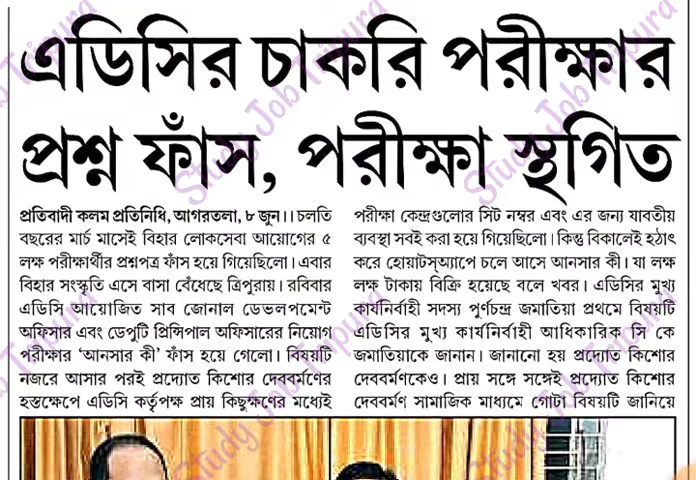 এডিসির চাকরি পরীক্ষার
প্রশ্ন ফাঁস, পরীক্ষা স্থগিত
প্রতিবাদী কলম প্রতিনিধি, আগরতলা, ৮ জুন।। চলতি
বছরের মার্চ মাসেই বিহার লোকসেবা আয়োগের ৫
লক্ষ পরীক্ষার্থীর প্রশ্নপত্র ফাঁস হয়ে গিয়েছিলো। এবার
বিহার সংস্কৃতি এসে বাসা বেঁধেছে ত্রিপুরায়। রবিবার
এডিসি আয়োজিত সাব জোনাল ডেভলপমেন্ট
অফিসার এবং ডেপুটি প্রিন্সিপাল অফিসারের নিয়োগ
পরীক্ষার ‘আনসার কী’ ফাঁস হয়ে গেলো। বিষয়টি
নজরে আসার পরই প্রদ্যোত কিশোর দেববর্মণের
হস্তক্ষেপে এডিসি কর্তৃপক্ষ প্রায় কিছুক্ষণের মধ্যেই
পরীক্ষা কেন্দ্রগুলোর সিট নম্বর এবং এর জন্য যাবতীয়
ব্যবস্থা সবই করা হয়ে গিয়েছিলো। কিন্তু বিকালেই হঠাৎ
করে হোয়াটস্অ্যাপে চলে আসে আনসার কী। যা লক্ষ
লক্ষ টাকায় বিক্রি হয়েছে বলে খবর। এডিসির মুখ্য
কার্যনির্বাহী সদস্য পূর্ণচন্দ্র জমাতিয়া প্রথমে বিষয়টি
এডিসির মুখ্য কার্যনির্বাহী আধিকারিক সি কে
জমাতিয়াকে জানান। জানানো হয় প্রদ্যোত কিশোর
দেববর্মণকেও। প্রায় সঙ্গে সঙ্গেই প্রদ্যোত কিশোর
দেববর্মণ সামাজিক মাধ্যমে গোটা বিষয়টি জানিয়ে
Study Job Tripura